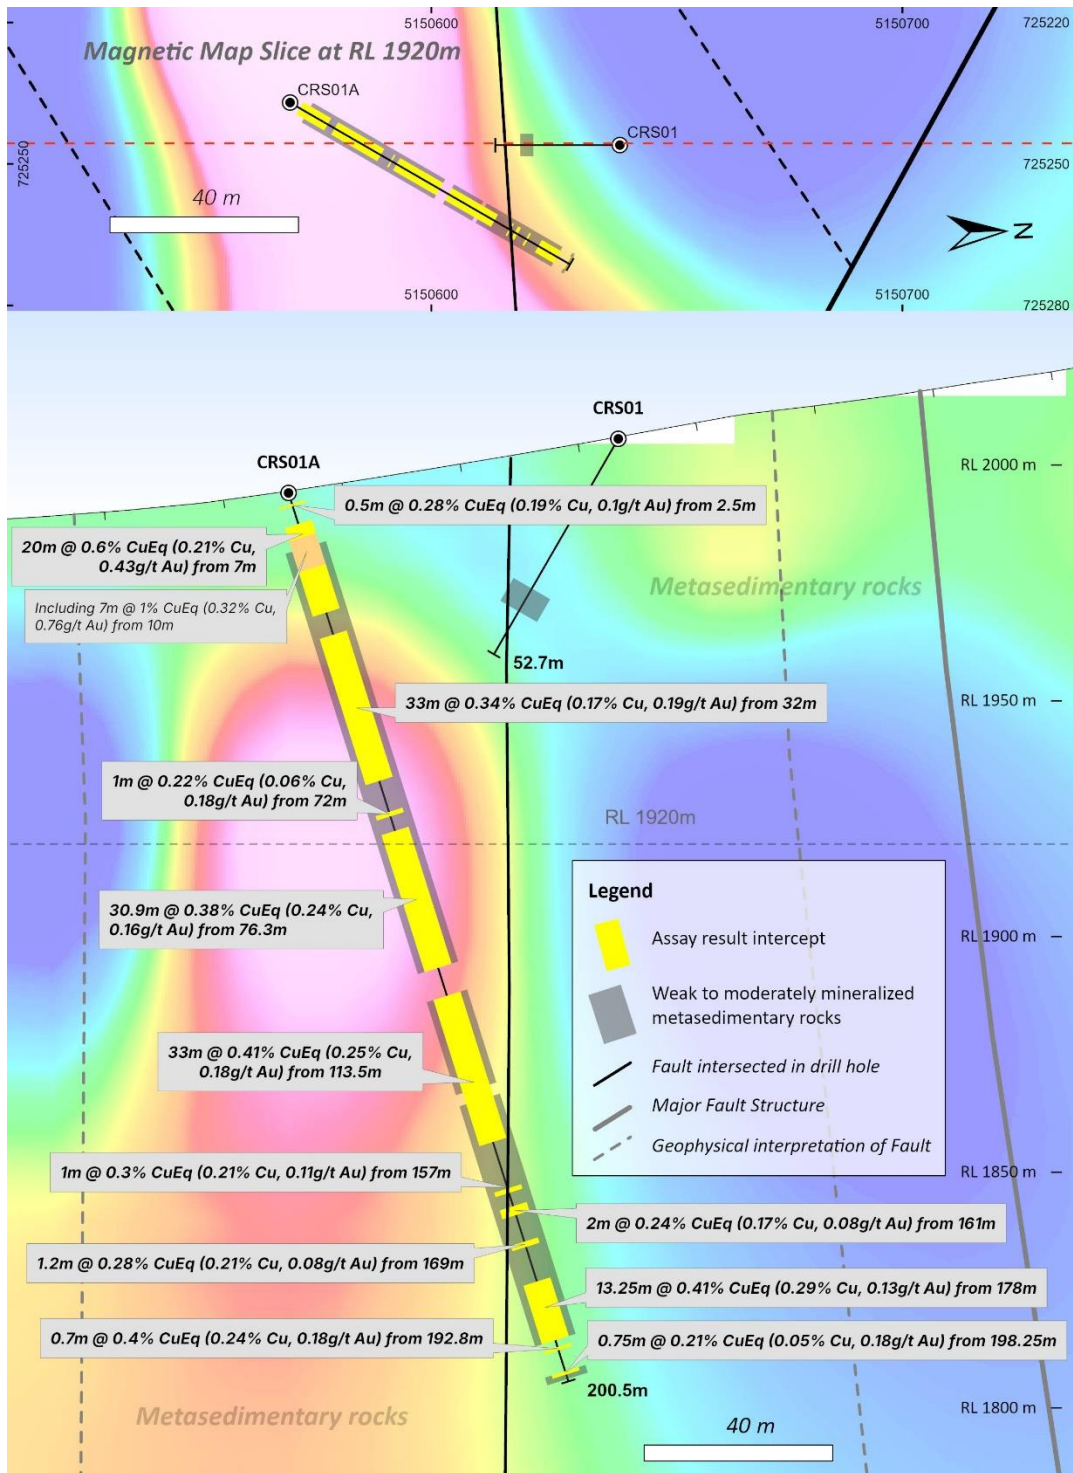 5150600
5150700
725220
Magnetic Map Slice at RL 1920m
CRS01A
CRS01
725250
725250
40 m
N
5150600
5150700
725280
CRS01
CRS01A
RL 2000 m
0.5m @ 0.28% CuEq (0.19% Cu, 0.1g/t Au) from 2.5m
20m @ 0.6% CuEq (0.21% Cu,
0.43g/t Au) from 7m
Including 7m @ 1% CuEq (0.32% Cu,
0.76g/t Au) from 10m
Metasedimentary rocks
52.7m
33m @ 0.34% CuEq (0.17% Cu, 0.19g/t Au) from 32m
RL 1950 m
1m @ 0.22% CuEq (0.06% Cu,
0.18g/t Au) from 72m
RL 1920m
30.9m @ 0.38% CuEq (0.24% Cu,
0.16g/t Au) from 76.3m
Legend
Assay result intercept
RL 1900 m
Weak to moderately mineralized
metasedimentary rocks
33m @ 0.41% CuEq (0.25% Cu,
0.18g/t Au) from 113.5m
Fault intersected in drill hole
Major Fault Structure
Geophysical interpretation of Fault
1m @ 0.3% CuEq (0.21% Cu, 0.11g/t Au) from 157m
RL 1850 m
2m @ 0.24% CuEq (0.17% Cu, 0.08g/t Au) from 161m
1.2m @ 0.28% CuEq (0.21% Cu, 0.08g/t Au) from 169m
13.25m @ 0.41% CuEq (0.29% Cu, 0.13g/t Au) from 178m
0.7m @ 0.4% CuEq (0.24% Cu, 0.18g/t Au) from 192.8m
0.75m @ 0.21% CuEq (0.05% Cu, 0.18g/t Au) from 198.25m
200.5m
Metasedimentary rocks
RL 1800 m
40 m